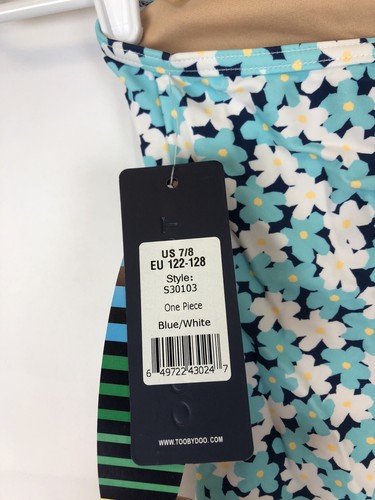 US 7/8
EU 122-128
Style:
S30103
One Piece
Blue/White
6 49722 43024 7
WWW.TOOBYDOO.COM